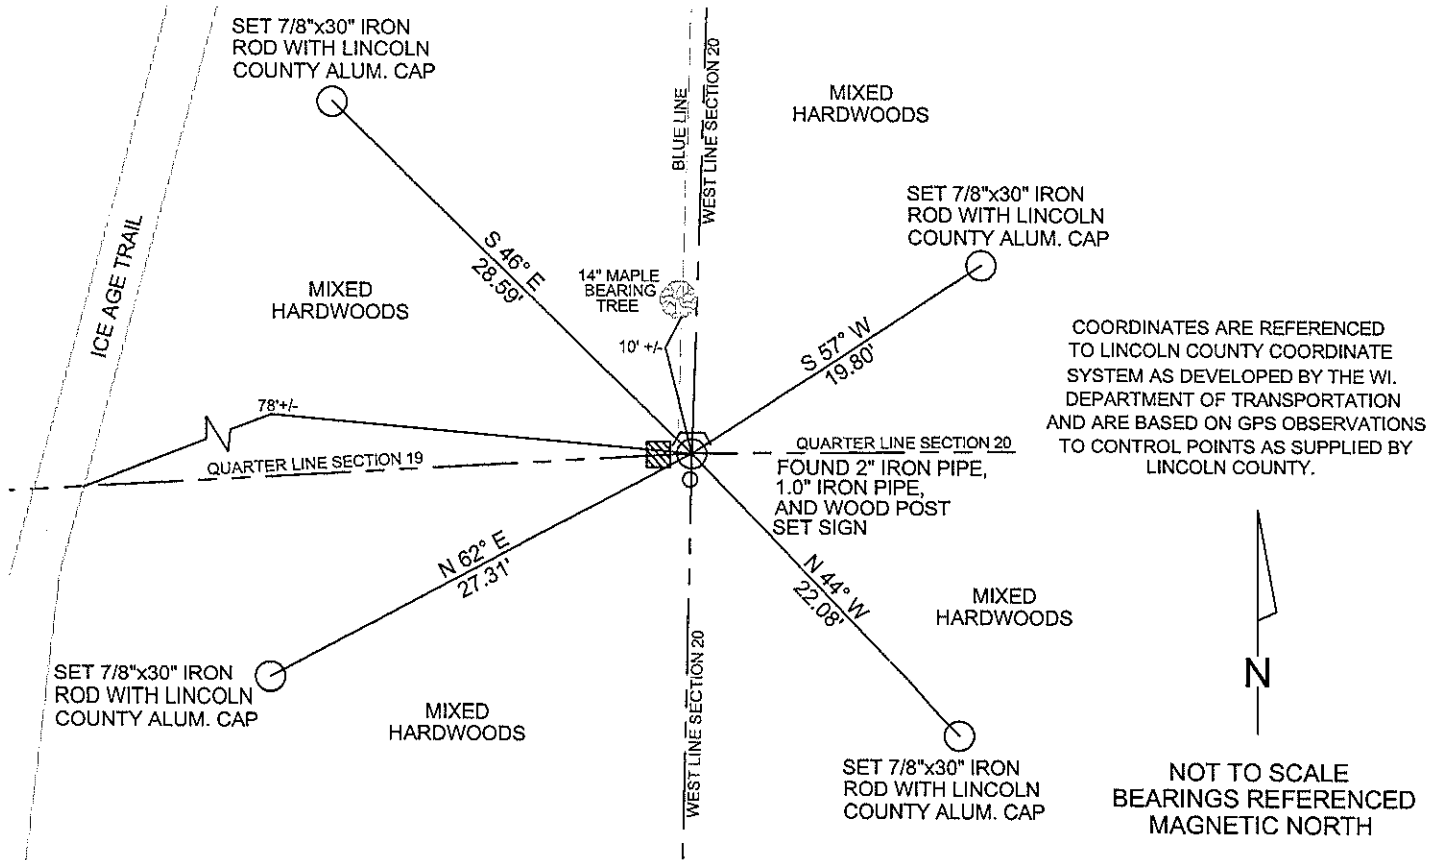 SET 7/8"x30" IRON
ROD WITH LINCOLN
COUNTY ALUM. CAP
BLUE LINE
WEST LINE SECTION 20
MIXED
HARDWOODS
SET 7/8"x30" IRON
ROD WITH LINCOLN
COUNTY ALUM. CAP
ICE AGE TRAIL
S 46° E
28.59'
MIXED
HARDWOODS
14" MAPLE
BEARING
TREE
10' +/-
S 57° W
19.80'
COORDINATES ARE REFERENCED
TO LINCOLN COUNTY COORDINATE
SYSTEM AS DEVELOPED BY THE WI.
DEPARTMENT OF TRANSPORTATION
AND ARE BASED ON GPS OBSERVATIONS
TO CONTROL POINTS AS SUPPLIED BY
LINCOLN COUNTY.
78'+/-
QUARTER LINE SECTION 19
QUARTER LINE SECTION 20
FOUND 2" IRON PIPE,
1.0" IRON PIPE,
AND WOOD POST
SET SIGN
N 62° E
27.31'
N 44° W
22.08'
MIXED
HARDWOODS
SET 7/8"x30" IRON
ROD WITH LINCOLN
COUNTY ALUM. CAP
MIXED
HARDWOODS
WEST LINE SECTION 20
SET 7/8"x30" IRON
ROD WITH LINCOLN
COUNTY ALUM. CAP
N
NOT TO SCALE
BEARINGS REFERENCED
MAGNETIC NORTH